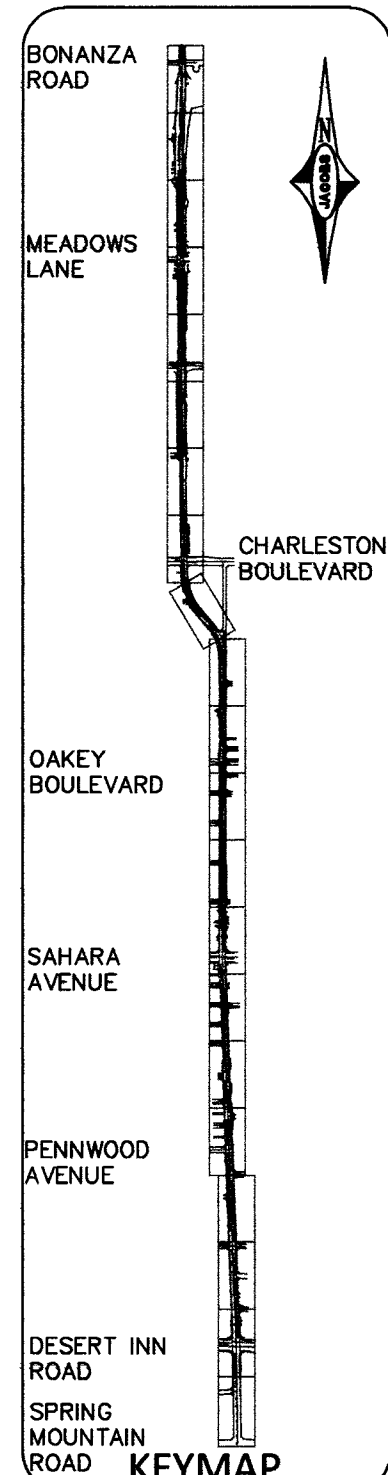 BONANZA
ROAD
N
JACOBS
MEADOWS
LANE
CHARLESTON
BOULEVARD
OAKEY
BOULEVARD
SAHARA
AVENUE
PENNWOOD
AVENUE
DESERT INN
ROAD
SPRING
MOUNTAIN
ROAD
KEYMAP